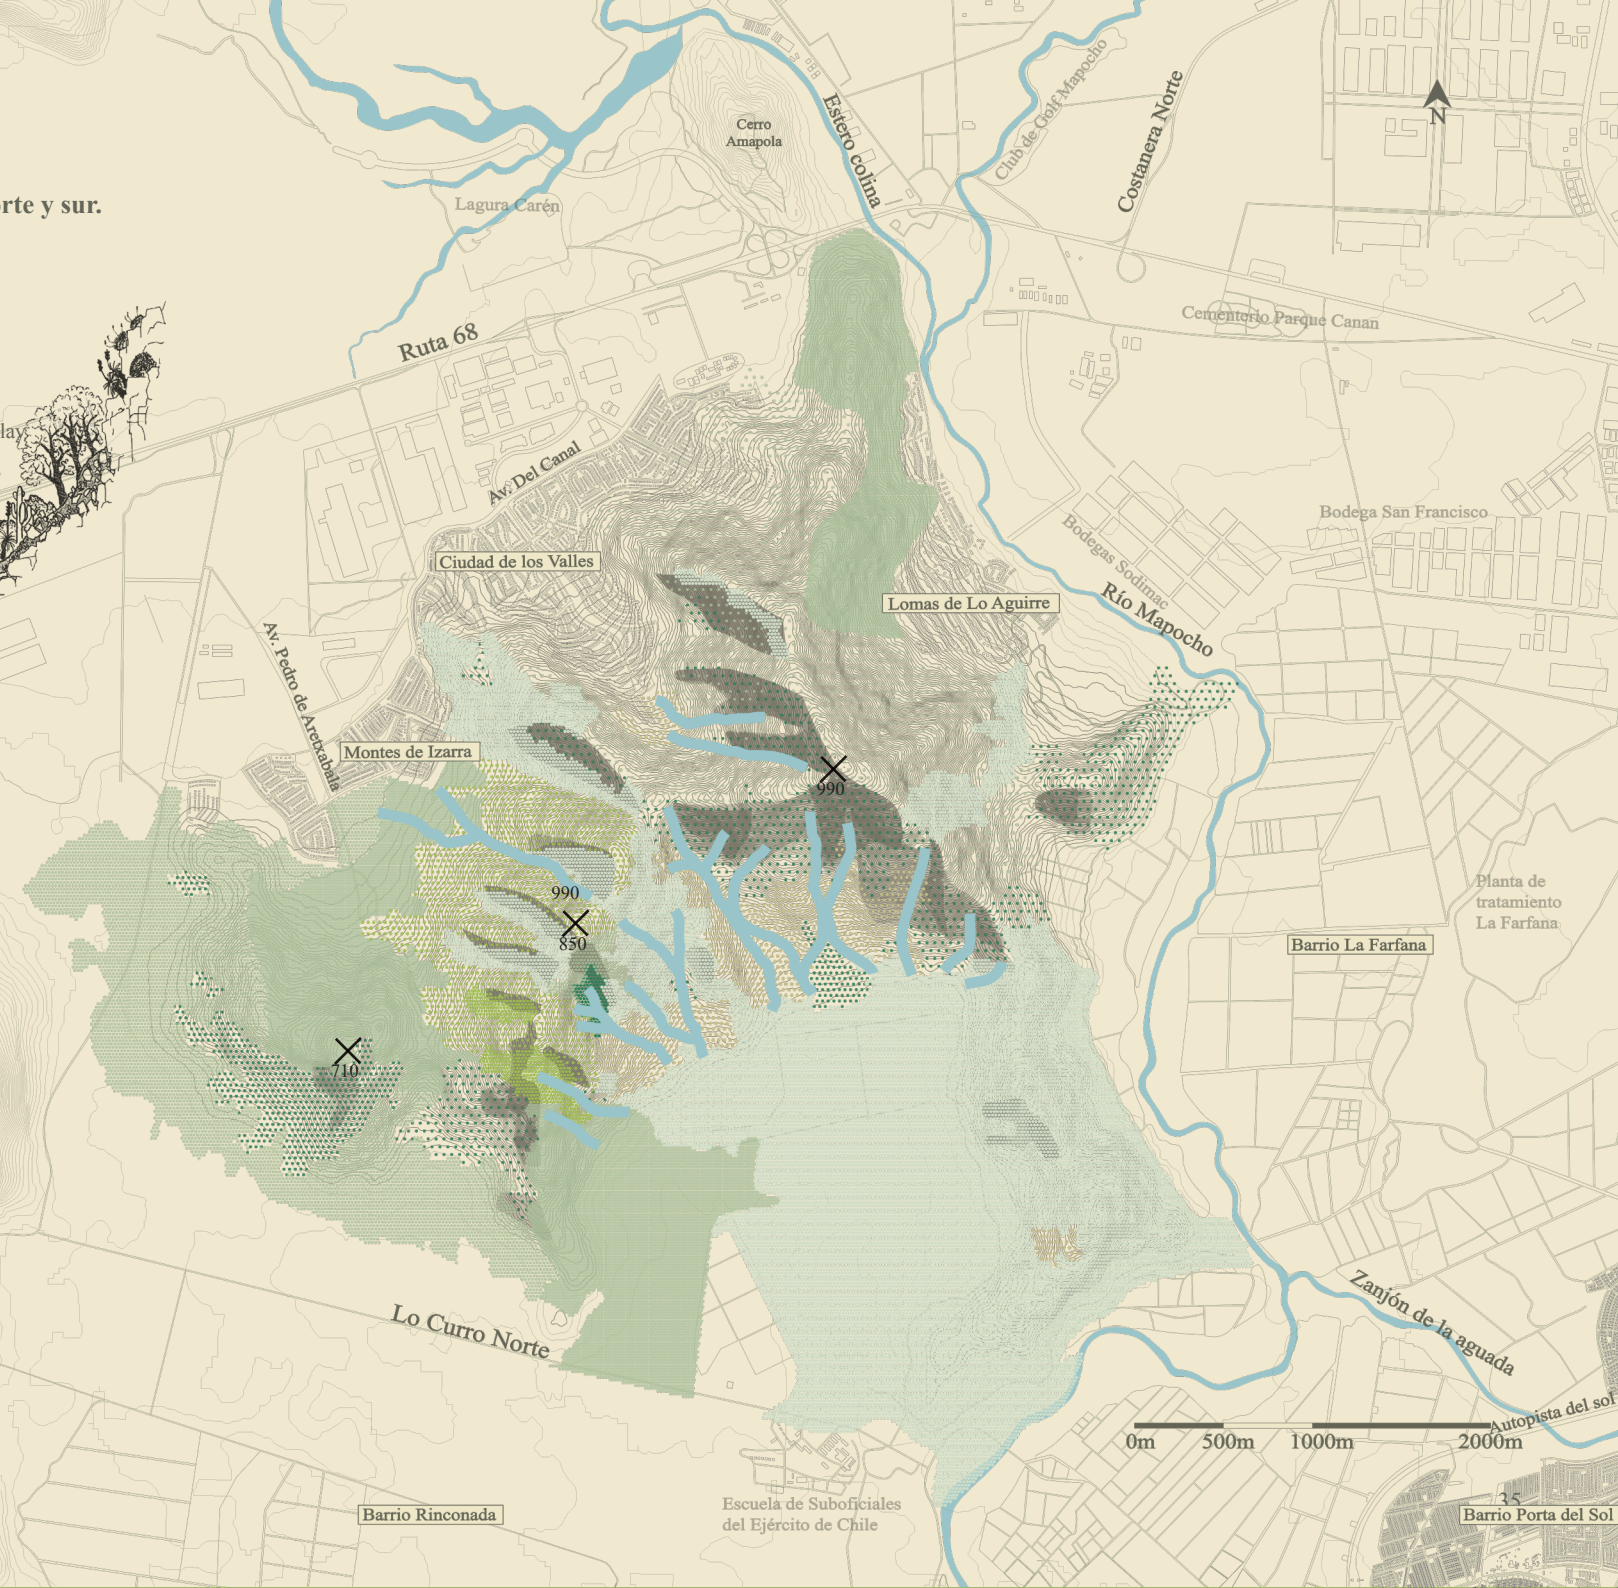 Cerro
Amapola
Estero colina
Club de Golf Mapocho
Costanera Norte
N
rte y sur.
Lagura Carén
Ruta 68
Cementerio Parque Canan
lay
Av. Del Canal
Bodega San Francisco
Bodegas Sodimac
Ciudad de los Valles
Lomas de Lo Aguirre
Río Mapocho
Av. Pedro de Aretxabala
Montes de Izarra
990
990
850
Planta de
tratamiento
La Farfana
Barrio La Farfana
710
Zanjón de la aguada
Lo Curro Norte
Autopista del sol
0m 500m 1000m 2000m
Escuela de Suboficiales
del Ejército de Chile
Barrio Rinconada
35
Barrio Porta del Sol